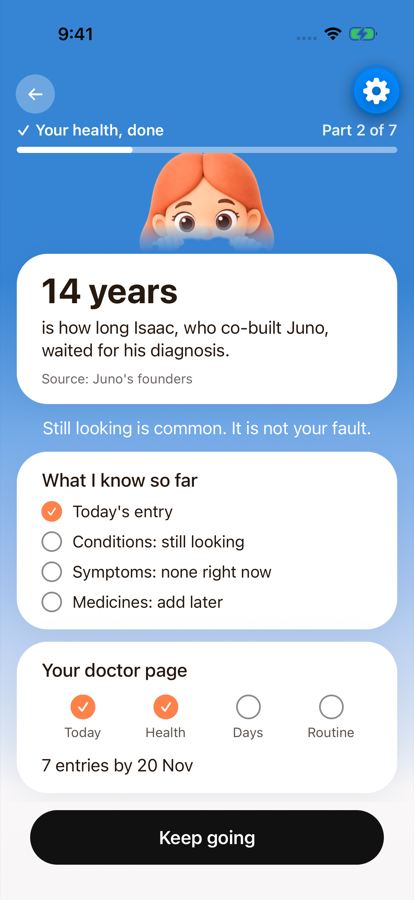 9:41
Your health, done
Part 2 of 7
14 years
is how long Isaac, who co-built Juno,
waited for his diagnosis.
Source: Juno's founders
Still looking is common. It is not your fault.
What I know so far
Today's entry
Conditions: still looking
Symptoms: none right now
Medicines: add later
Your doctor page
Today
Health
Days
Routine
7 entries by 20 Nov
Keep going